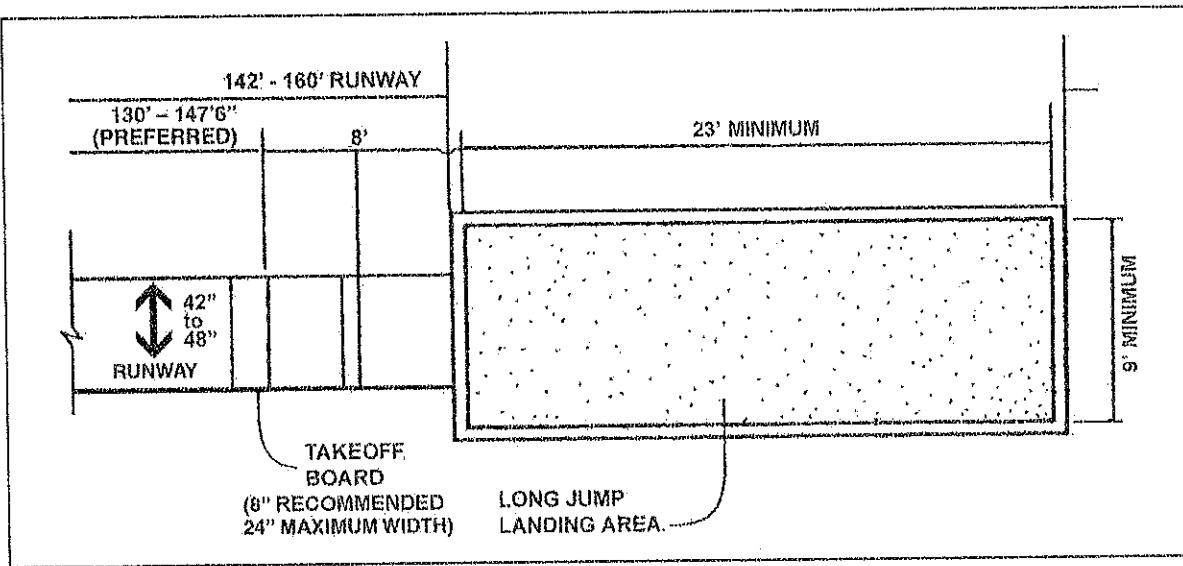 142' - 160' RUNWAY
130' – 147'6"
(PREFERRED)
8'
23' MINIMUM
42"
to
48"
RUNWAY
9' MINIMUM
TAKEOFF
BOARD
(8" RECOMMENDED
24" MAXIMUM WIDTH)
LONG JUMP
LANDING AREA